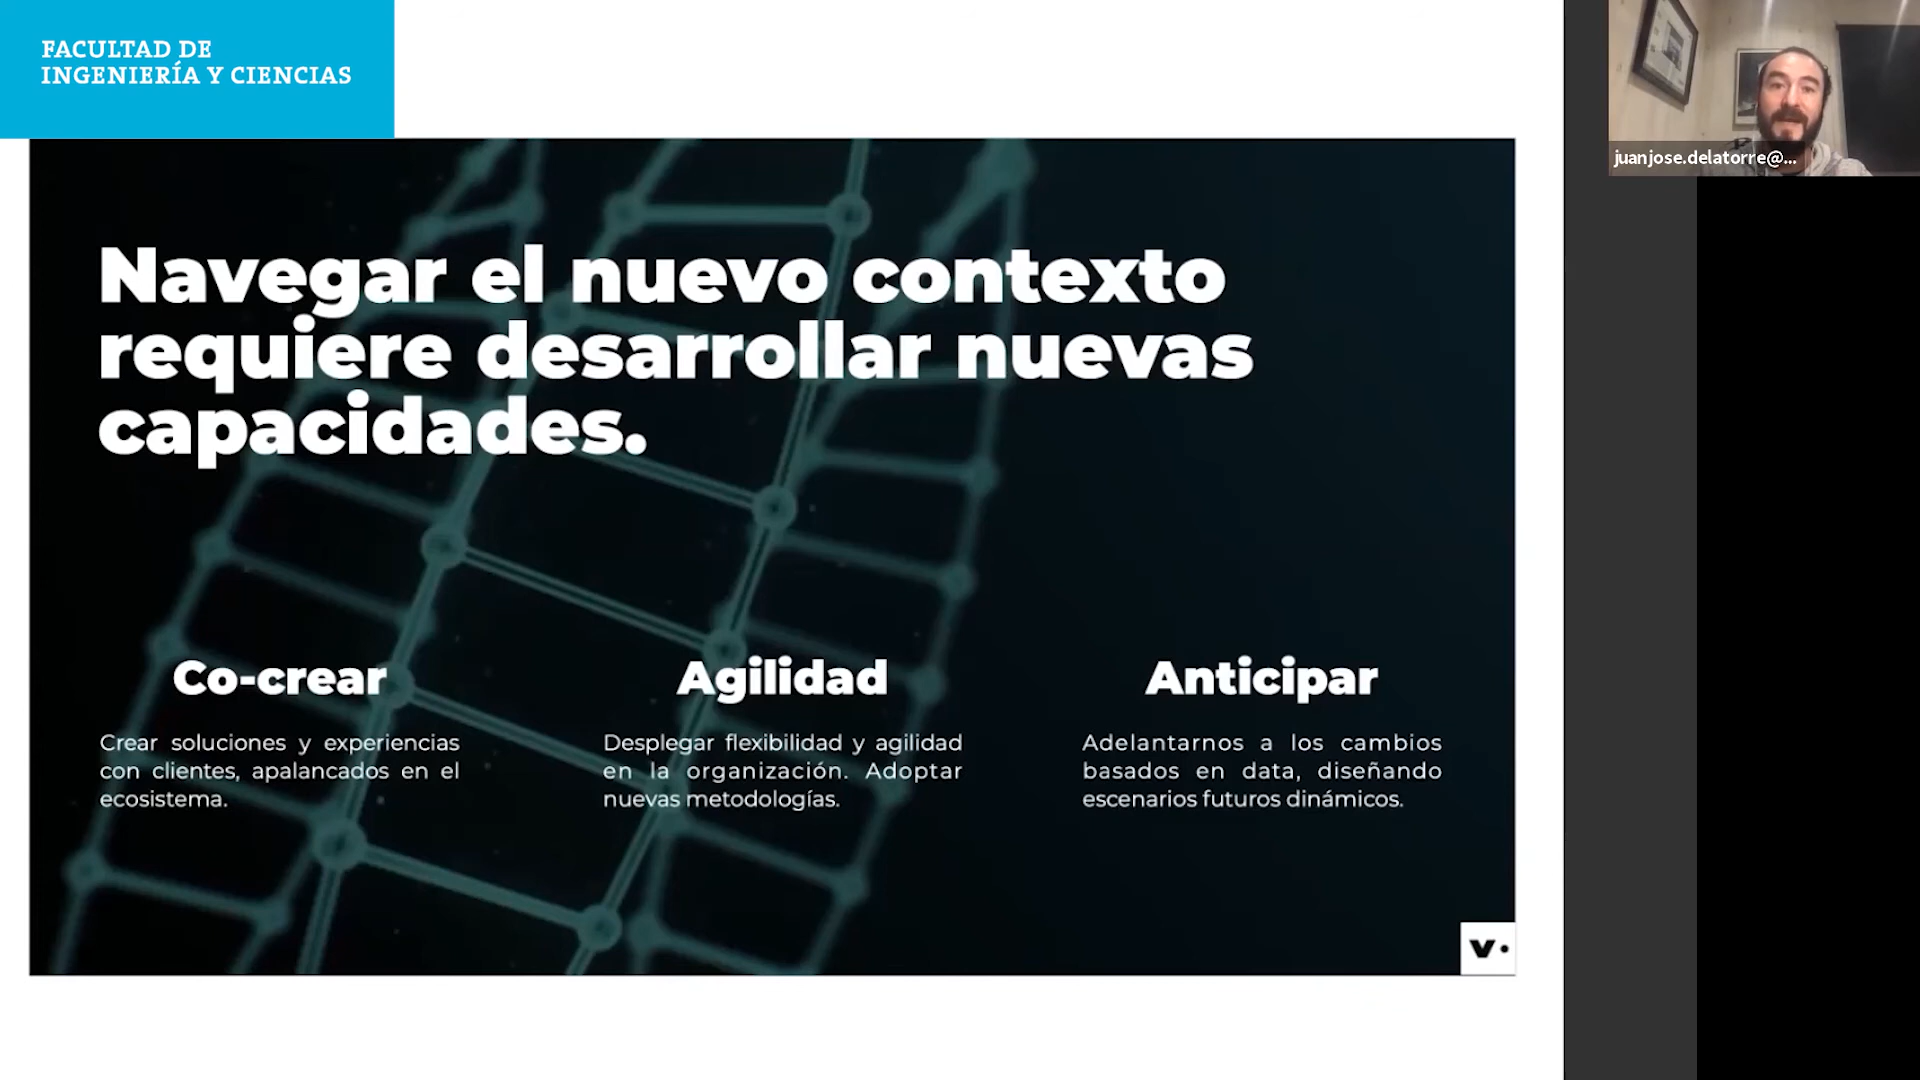 FACULTAD DE
INGENIERÍA Y CIENCIAS
juanjose.delatorre@...
Navegar el nuevo contexto
requiere desarrollar nuevas
capacidades.
Co-crear
Crear soluciones y experiencias
con clientes, apalancados en el
ecosistema.
Agilidad
Desplegar flexibilidad y agilidad
en la organización. Adoptar
nuevas metodologías.
Anticipar
Adelantarnos a los cambios
basados en data, diseñando
escenarios futuros dinámicos.
V.